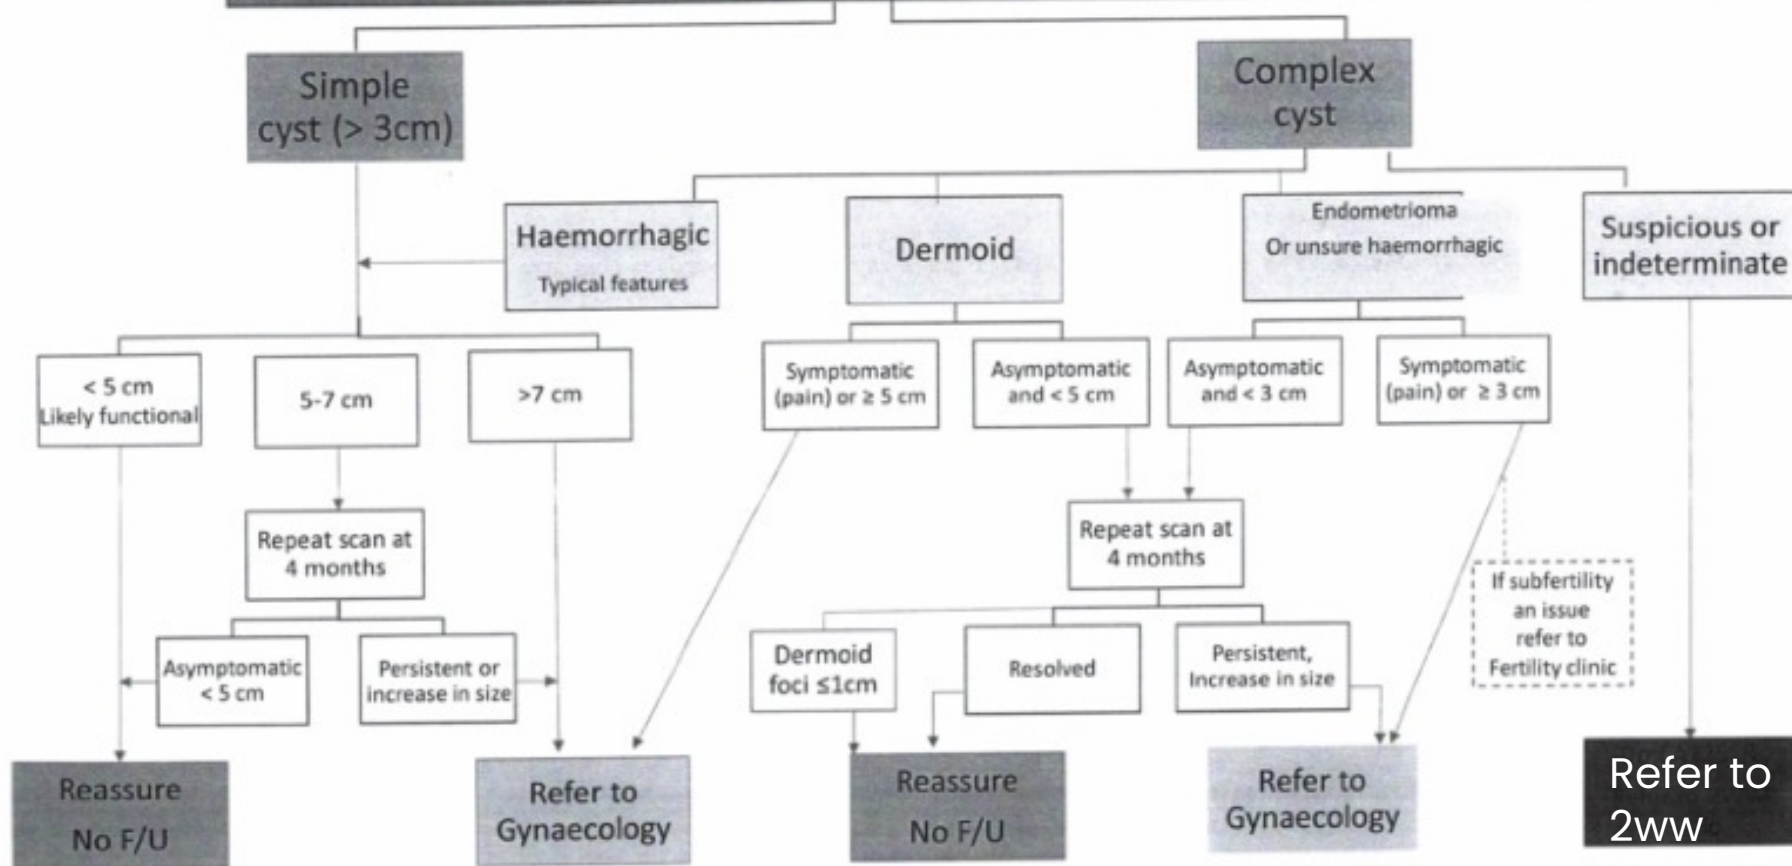 Simple
cyst (> 3cm)
Complex
cyst
Haemorrhagic
Typical features
Dermoid
Endometrioma
Or unsure haemorrhagic
Suspicious or
indeterminate
< 5 cm
Likely functional
5-7 cm
>7 cm
Symptomatic
(pain) or ≥ 5 cm
Asymptomatic
and < 5 cm
Asymptomatic
and < 3 cm
Symptomatic
(pain) or ≥ 3 cm
Repeat scan at
4 months
Repeat scan at
4 months
If subfertility
an issue
refer to
Fertility clinic
Asymptomatic
< 5 cm
Persistent or
increase in size
Dermoid
foci ≤1cm
Resolved
Persistent,
Increase in size
Reassure
No F/U
Refer to
Gynaecology
Reassure
No F/U
Refer to
Gynaecology
Refer to
2ww